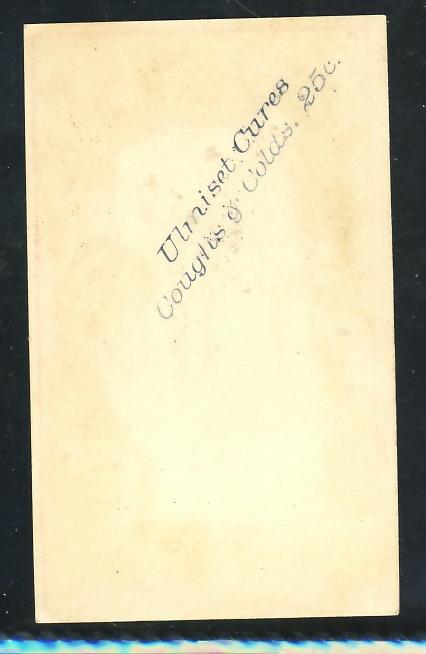 Ulmiset Cures
Coughs & Colds. 25c.